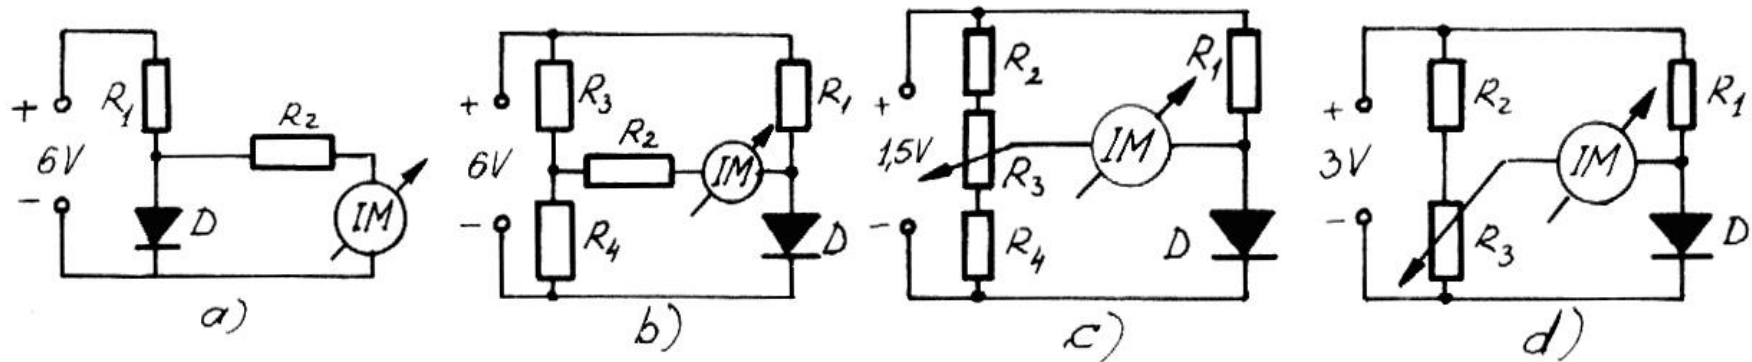 +
6V
-
R1
R2
D
IM
a)
+
6V
-
R3
R2
R4
IM
R1
D
b)
+
1,5V
-
R2
R3
R4
IM
R1
D
c)
+
3V
-
R2
R3
IM
R1
D
d)